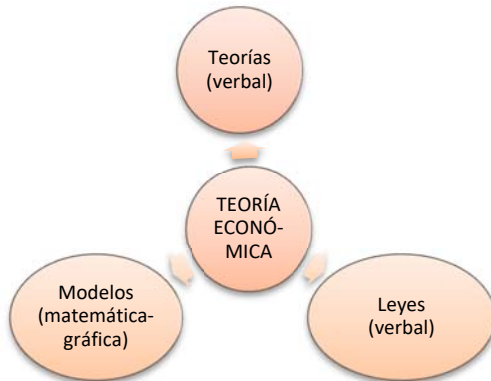 Teorías
(verbal)
TEORÍA
ECONÓ-
MICA
Modelos
(matemática-
gráfica)
Leyes
(verbal)